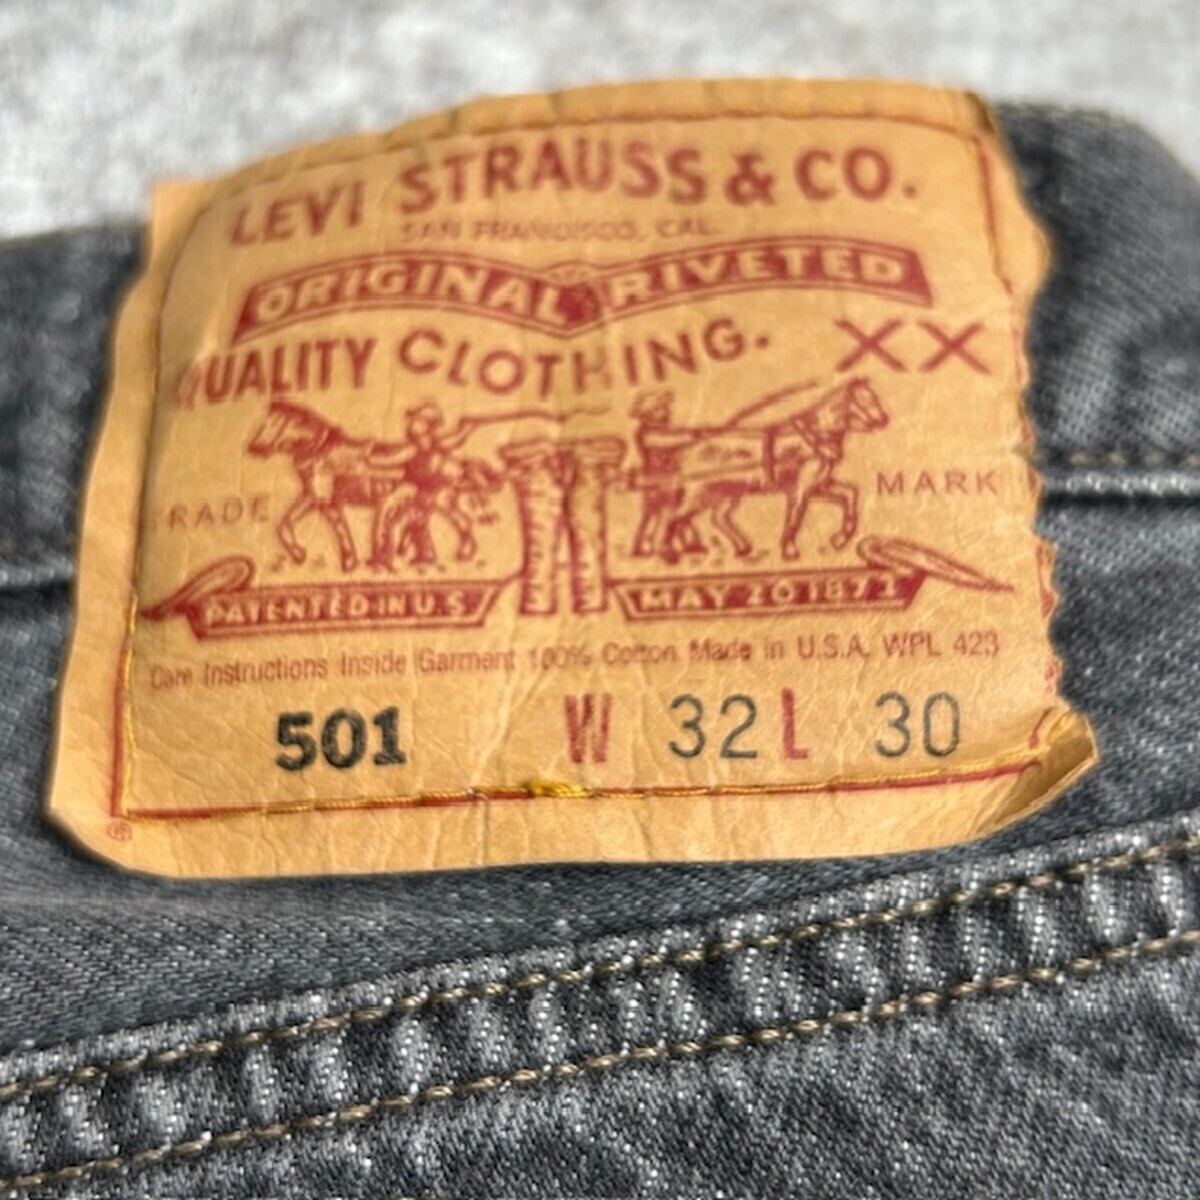 LEVI STRAUSS & CO.
SAN FRANCISCO, CAL.
ORIGINAL RIVETED
QUALITY CLOTHING. XX
RADE MARK
PATENTED IN U.S MAY 20 1873
Care Instructions Inside Garment 100% Cotton Made in U.S.A. WPL 423
501 W 32 L 30
®